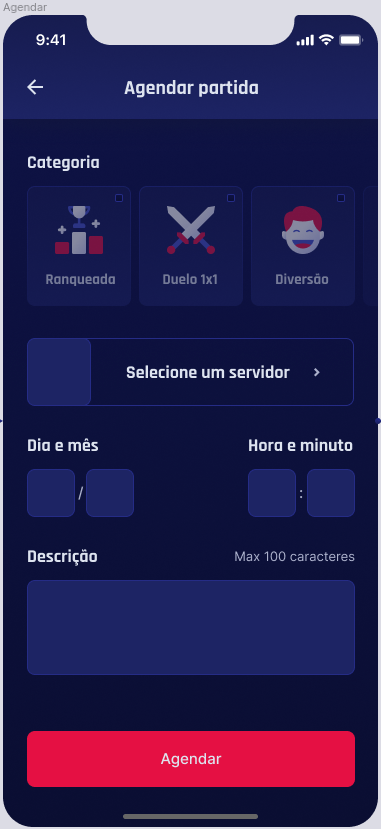 Agendar
9:41
Agendar partida
Categoria
Ranqueada
Duelo 1x1
Diversão
Selecione um servidor
Dia e mês
Hora e minuto
/
:
Descrição
Max 100 caracteres
Agendar